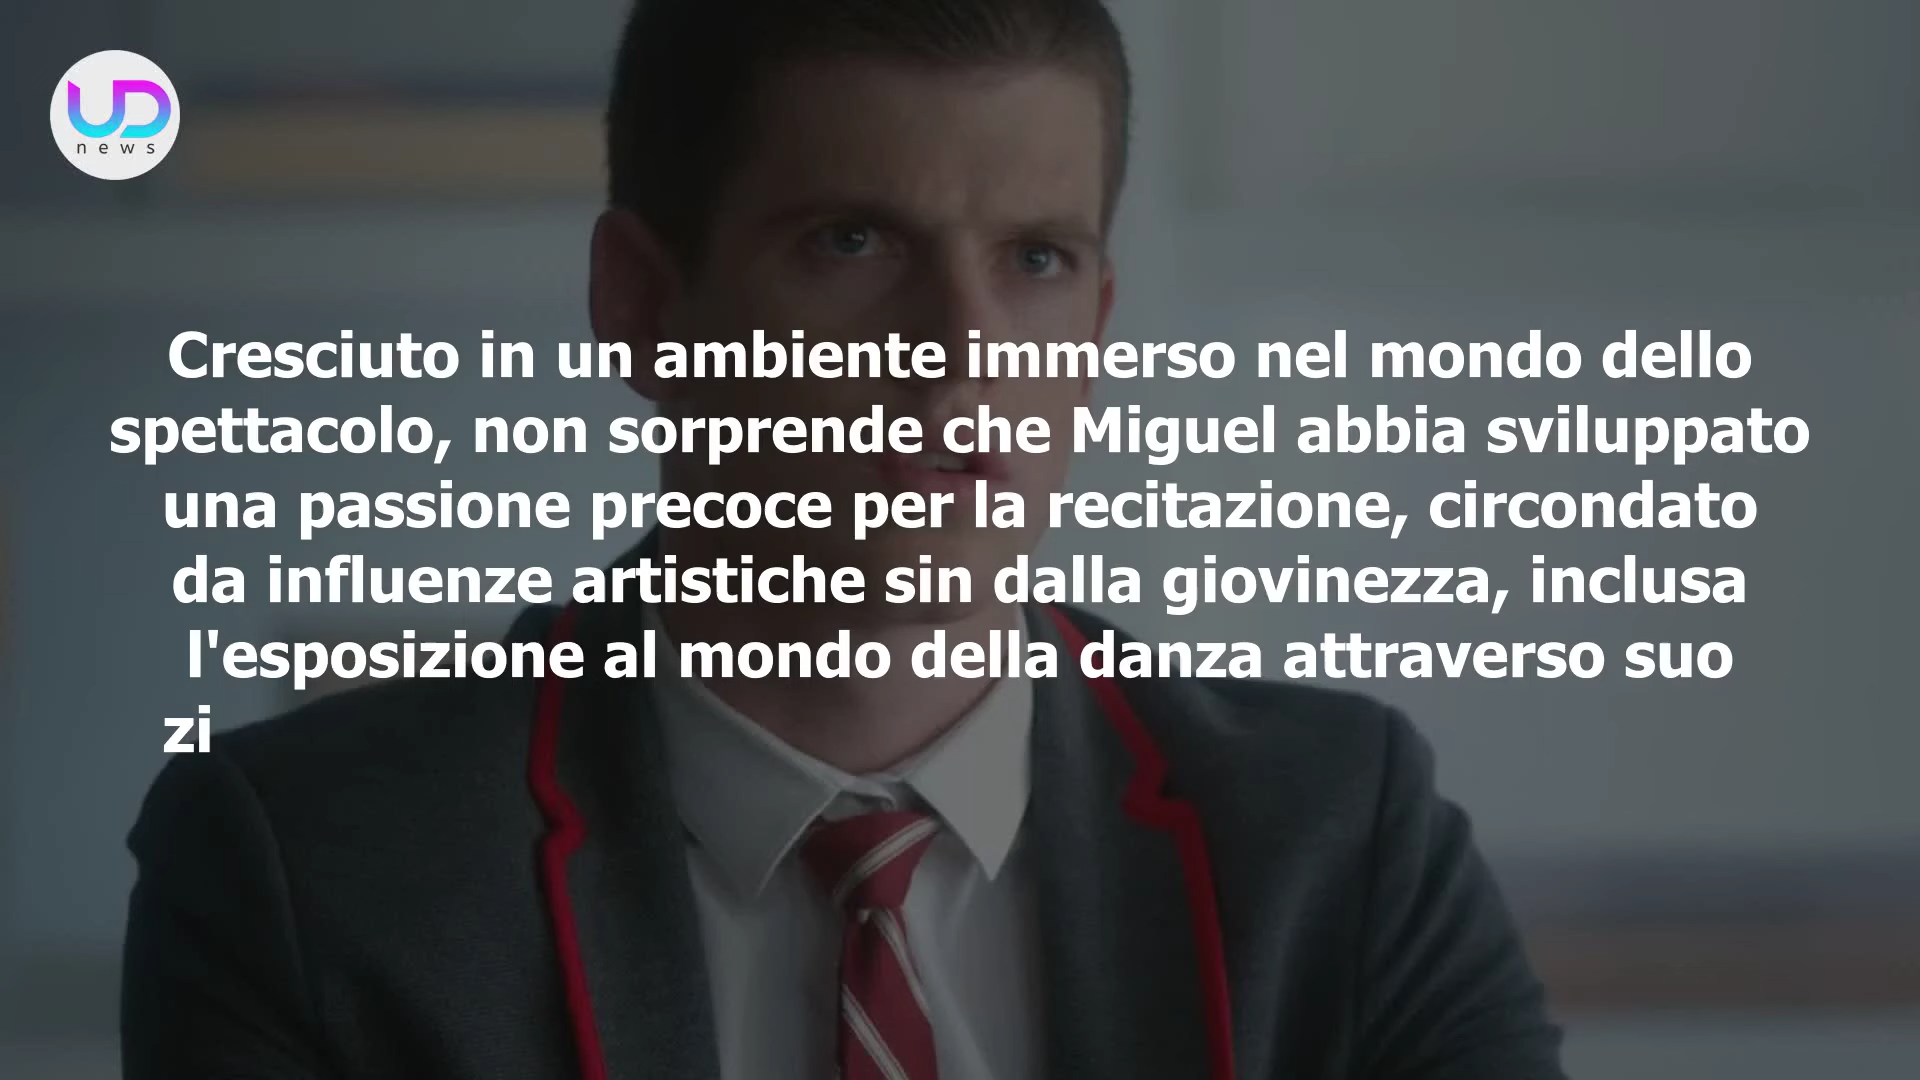 UD
news
Cresciuto in un ambiente immerso nel mondo dello
spettacolo, non sorprende che Miguel abbia sviluppato
una passione precoce per la recitazione, circondato
da influenze artistiche sin dalla giovinezza, inclusa
l'esposizione al mondo della danza attraverso suo
zi